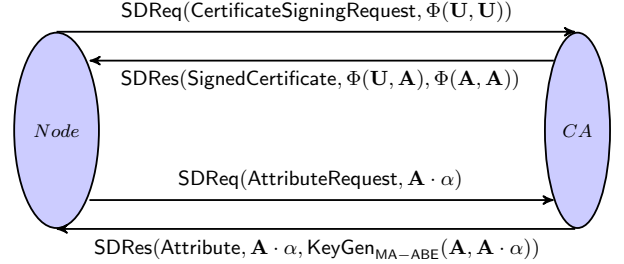 SDReq(CertificateSigningRequest, Φ(U, U))
SDRes(SignedCertificate, Φ(U, A), Φ(A, A))
Node
CA
SDReq(AttributeRequest, A · α)
SDRes(Attribute, A · α, KeyGen_MA−ABE(A, A · α))